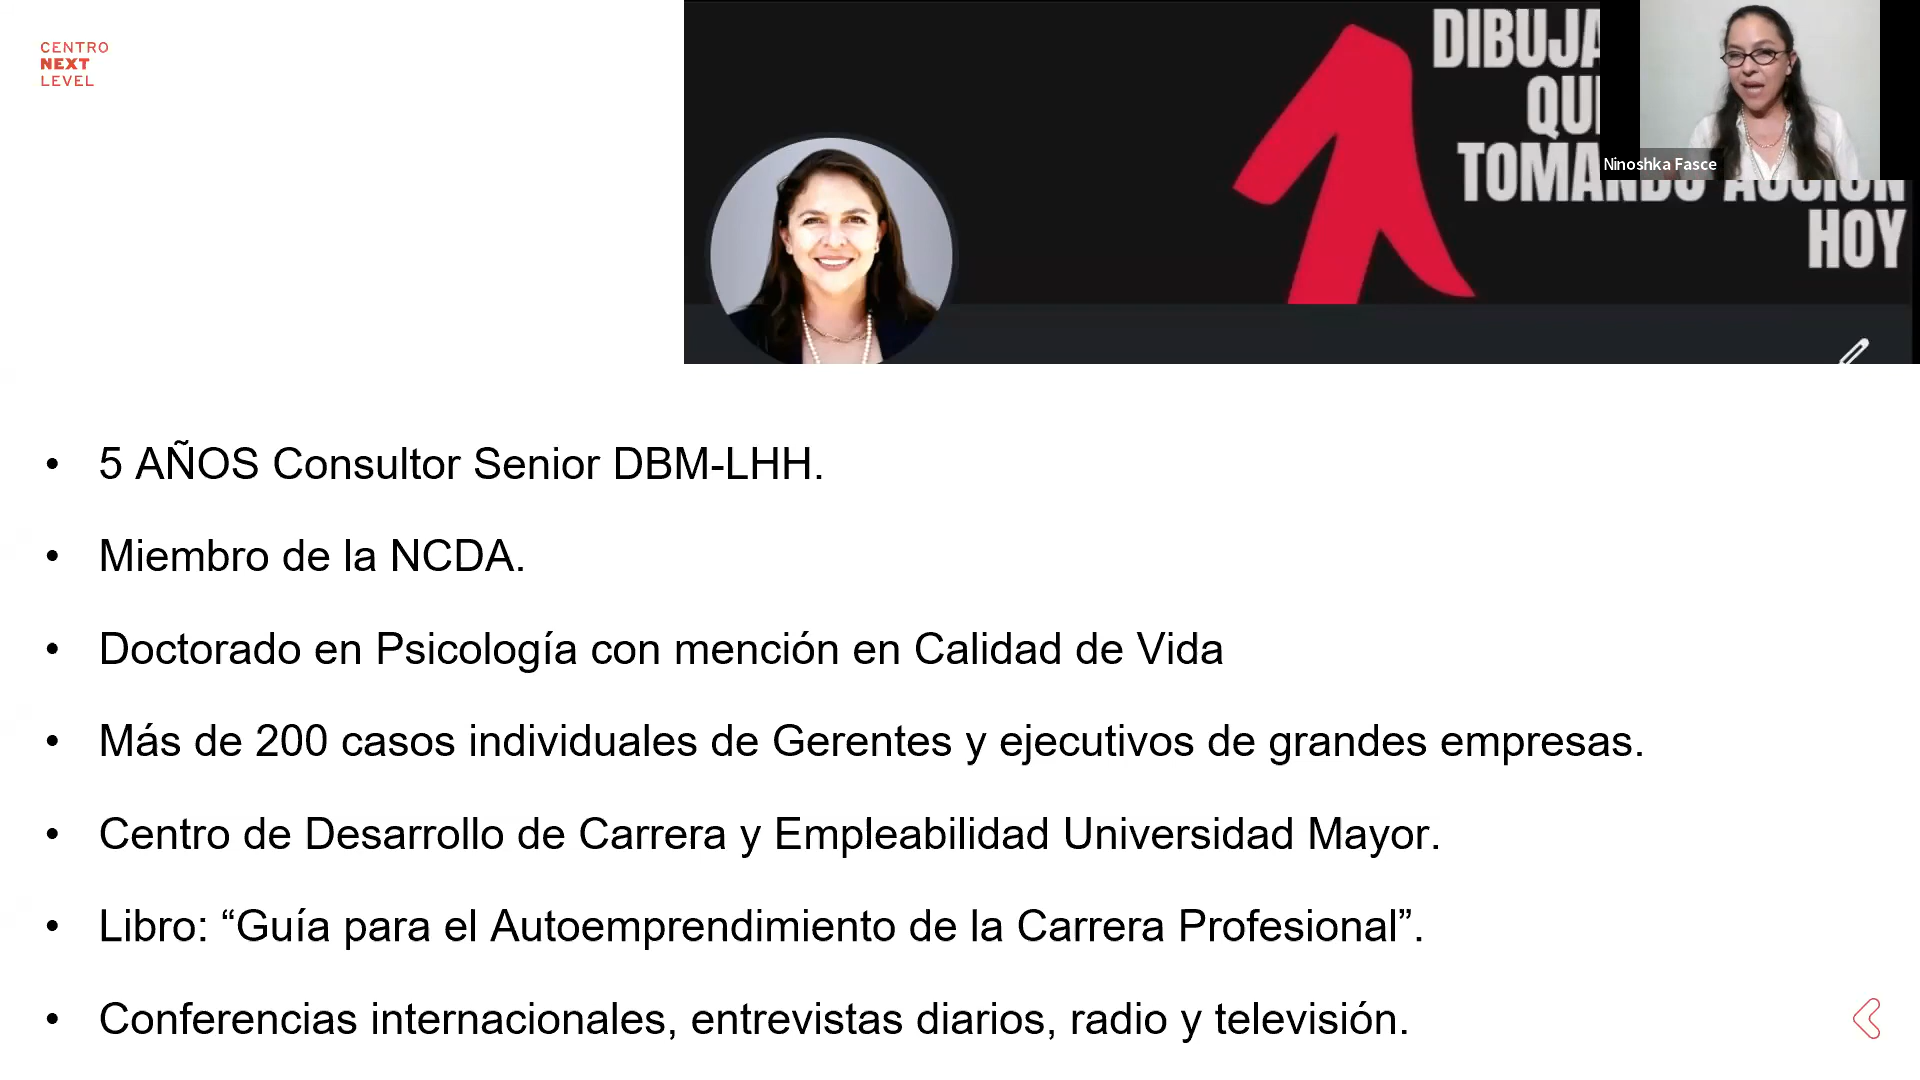 CENTRO
NEXT
LEVEL
HOY
Ninoshka Fasce
• 5 AÑOS Consultor Senior DBM-LHH.
• Miembro de la NCDA.
• Doctorado en Psicología con mención en Calidad de Vida
• Más de 200 casos individuales de Gerentes y ejecutivos de grandes empresas.
• Centro de Desarrollo de Carrera y Empleabilidad Universidad Mayor.
• Libro: “Guía para el Autoemprendimiento de la Carrera Profesional”.
• Conferencias internacionales, entrevistas diarios, radio y televisión.